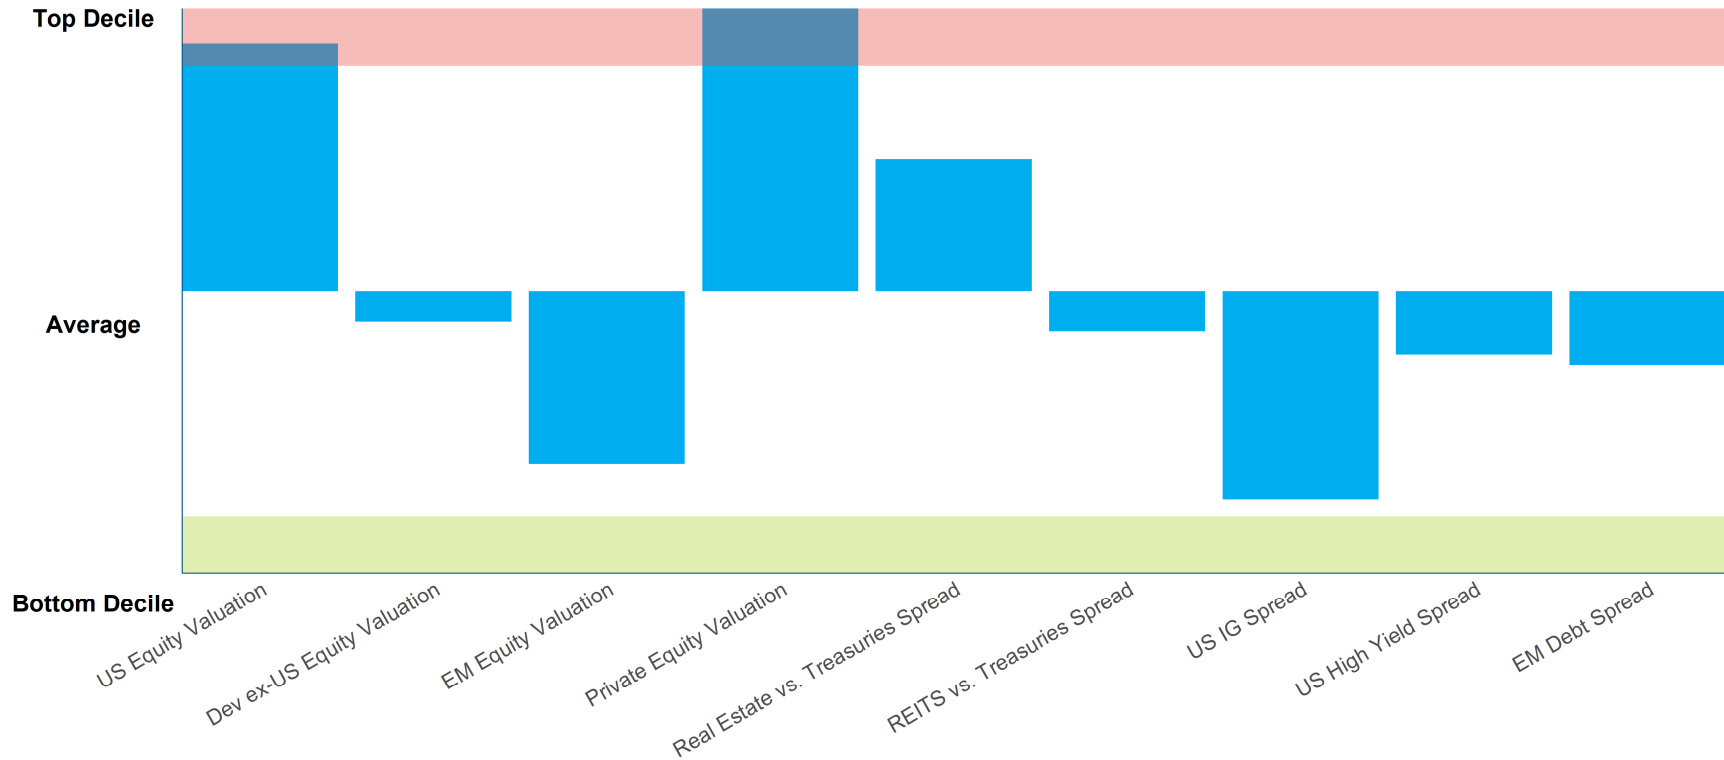 Top Decile
Average
Bottom Decile
US Equity Valuation
Dev ex-US Equity Valuation
EM Equity Valuation
Private Equity Valuation
Real Estate vs. Treasuries Spread
REITS vs. Treasuries Spread
US IG Spread
US High Yield Spread
EM Debt Spread